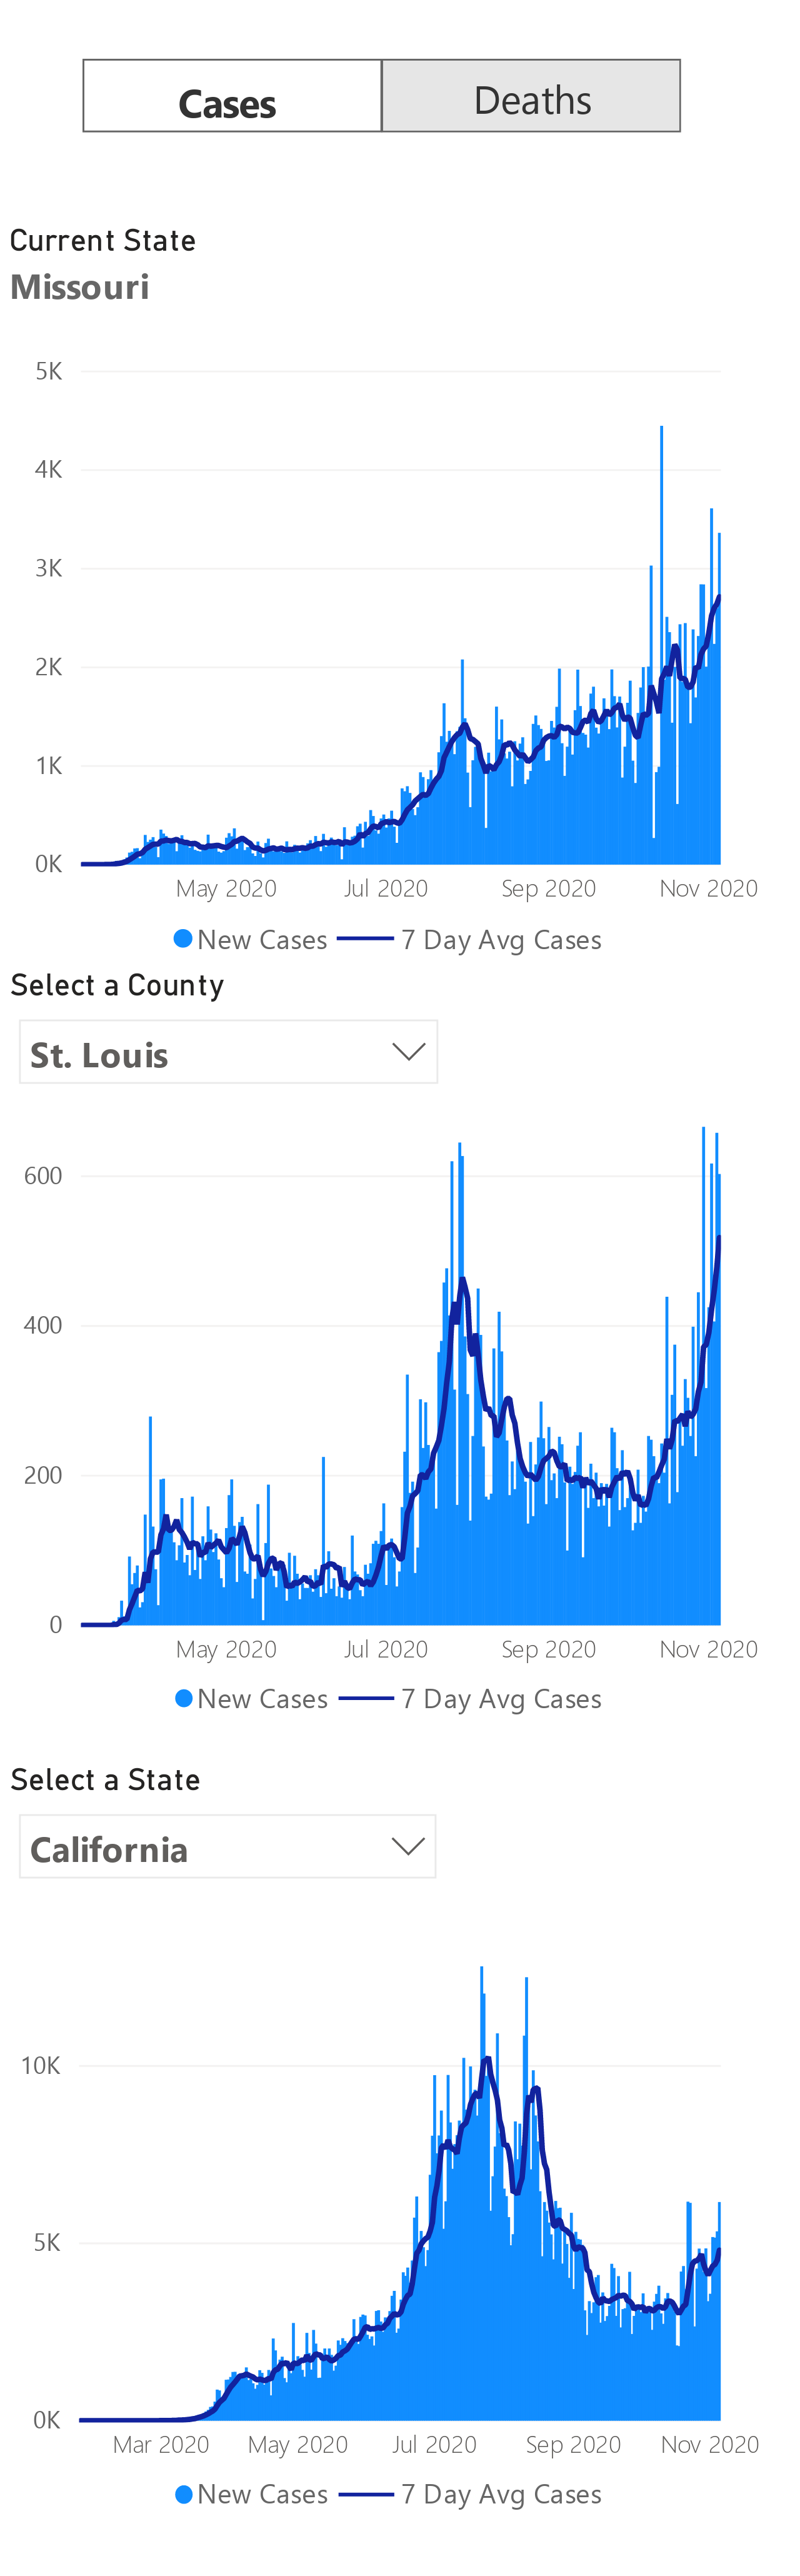 Cases Deaths
Current State
Missouri
5K
4K
3K
2K
1K
0K
May 2020 Jul 2020 Sep 2020 Nov 2020
New Cases 7 Day Avg Cases
Select a County
St. Louis
600
400
200
0
May 2020 Jul 2020 Sep 2020 Nov 2020
New Cases 7 Day Avg Cases
Select a State
California
10K
5K
0K
Mar 2020 May 2020 Jul 2020 Sep 2020 Nov 2020
New Cases 7 Day Avg Cases